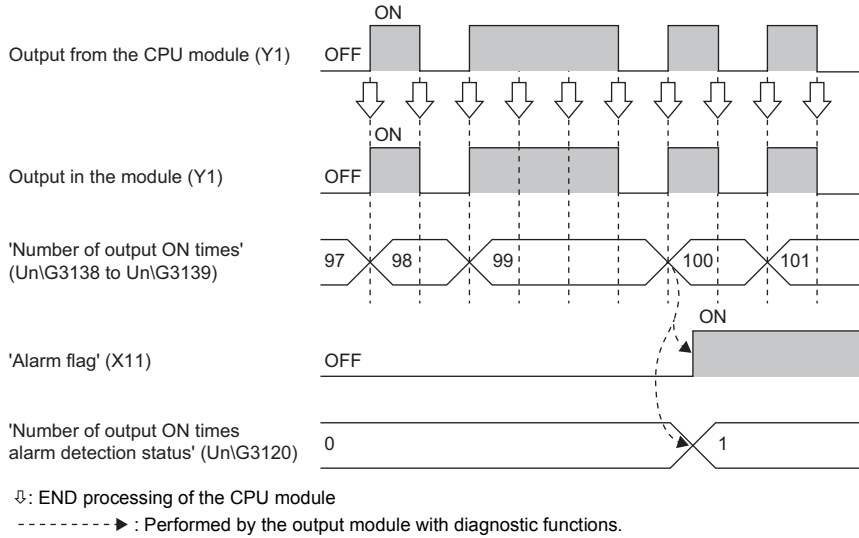 ON
Output from the CPU module (Y1) OFF
ON
Output in the module (Y1) OFF
'Number of output ON times'
(Un\G3138 to Un\G3139)
97 98 99 100 101
ON
'Alarm flag' (X11) OFF
'Number of output ON times
alarm detection status' (Un\G3120)
0 1
⇩: END processing of the CPU module
: Performed by the output module with diagnostic functions.